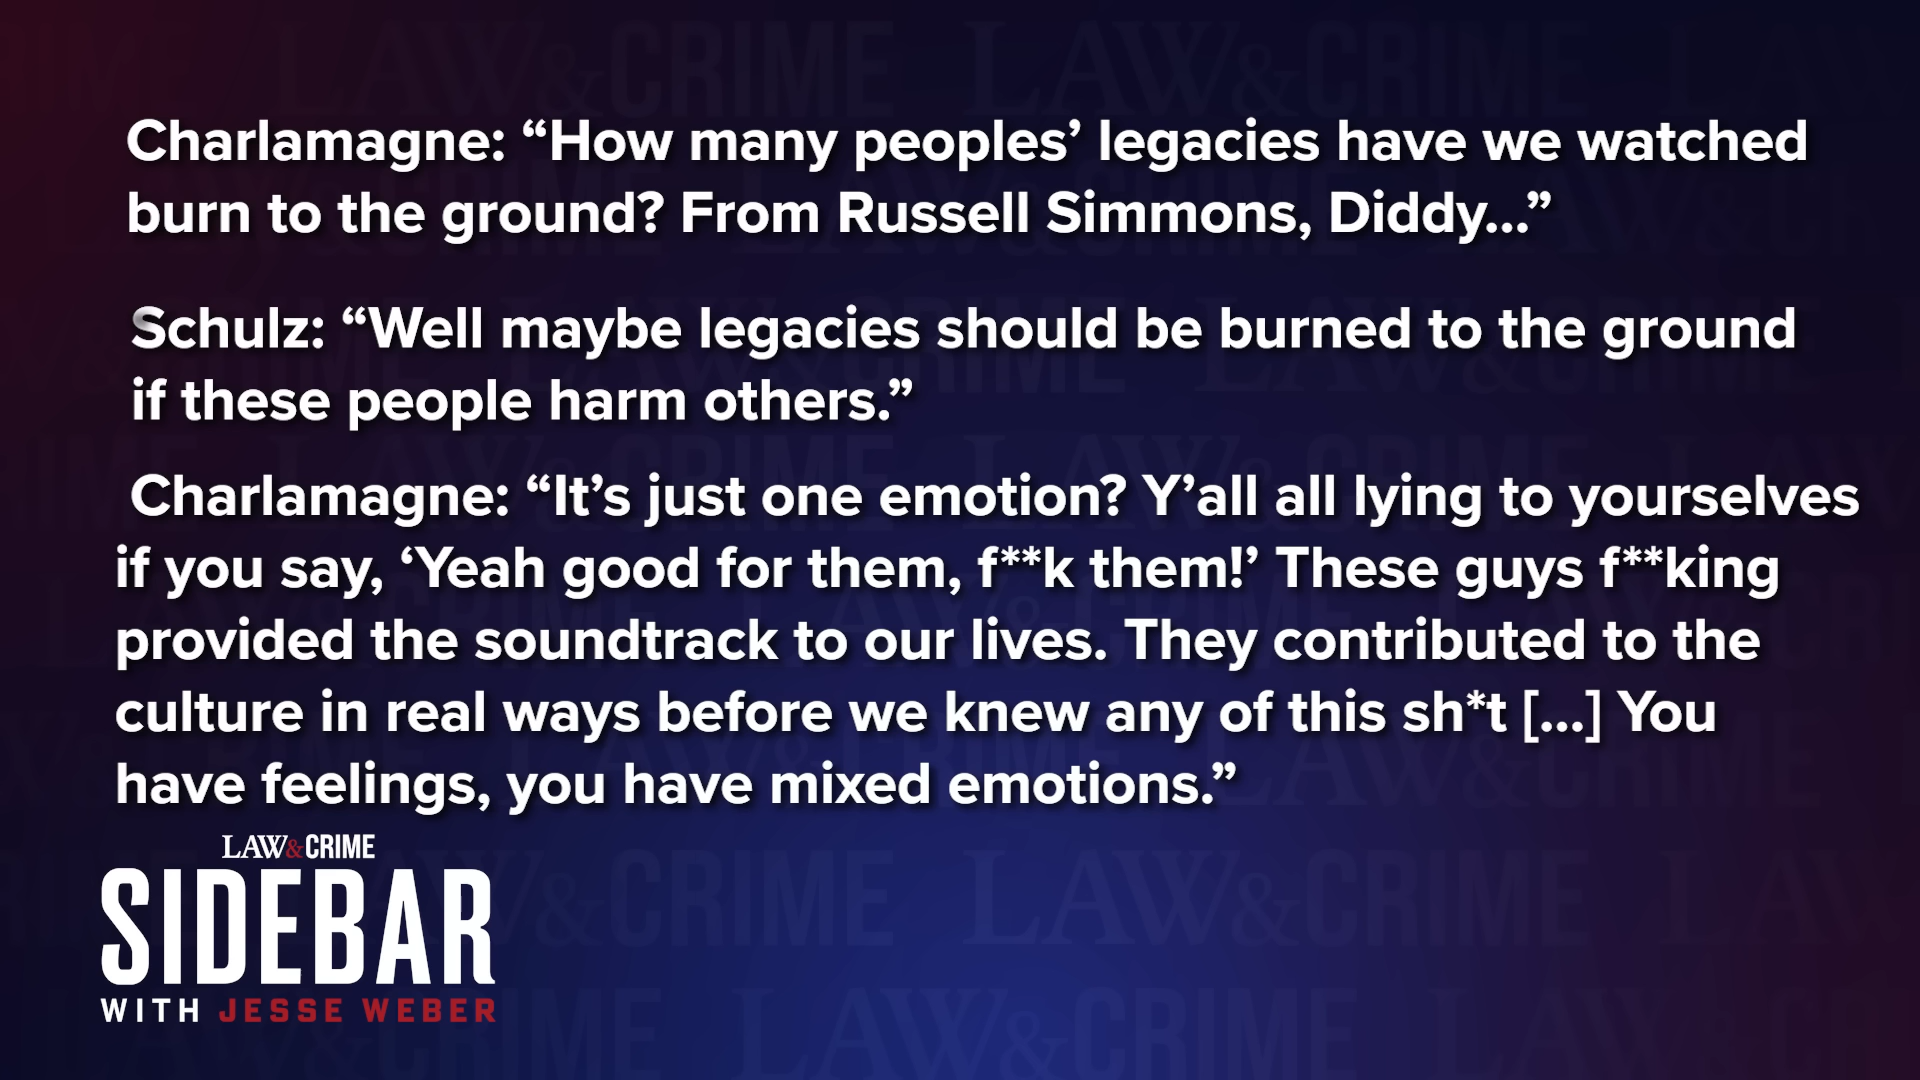 Charlamagne: “How many peoples’ legacies have we watched
burn to the ground? From Russell Simmons, Diddy...”
Schulz: “Well maybe legacies should be burned to the ground
if these people harm others.”
Charlamagne: “It’s just one emotion? Y’all all lying to yourselves
if you say, ‘Yeah good for them, f**k them!’ These guys f**king
provided the soundtrack to our lives. They contributed to the
culture in real ways before we knew any of this sh*t [...] You
have feelings, you have mixed emotions.”
LAW&CRIME
SIDEBAR
WITH JESSE WEBER